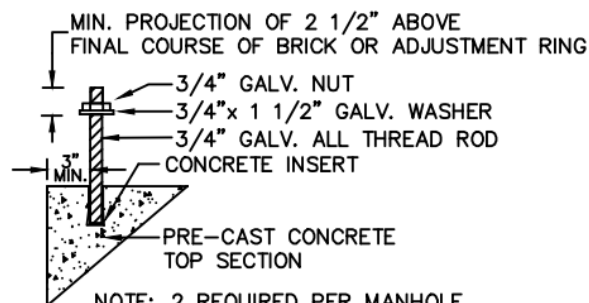 MIN. PROJECTION OF 2 1/2" ABOVE
FINAL COURSE OF BRICK OR ADJUSTMENT RING
3/4" GALV. NUT
3/4"x 1 1/2" GALV. WASHER
3/4" GALV. ALL THREAD ROD
3"
MIN.
CONCRETE INSERT
PRE-CAST CONCRETE
TOP SECTION
NOTE: 2 REQUIRED PER MANHOLE